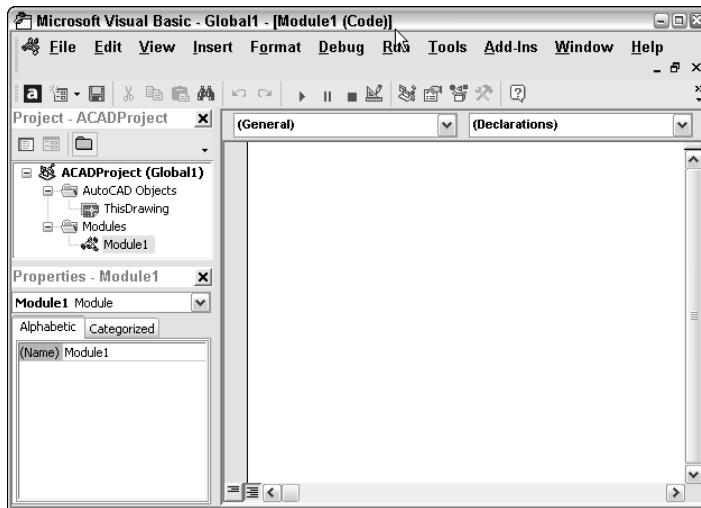 Microsoft Visual Basic - Global1 - [Module1 (Code)]
File Edit View Insert Format Debug Run Tools Add-Ins Window Help
Project - ACADProject
(General) (Declarations)
ACADProject (Global1)
AutoCAD Objects
ThisDrawing
Modules
Module1
Properties - Module1
Module1 Module
Alphabetic Categorized
(Name) Module1